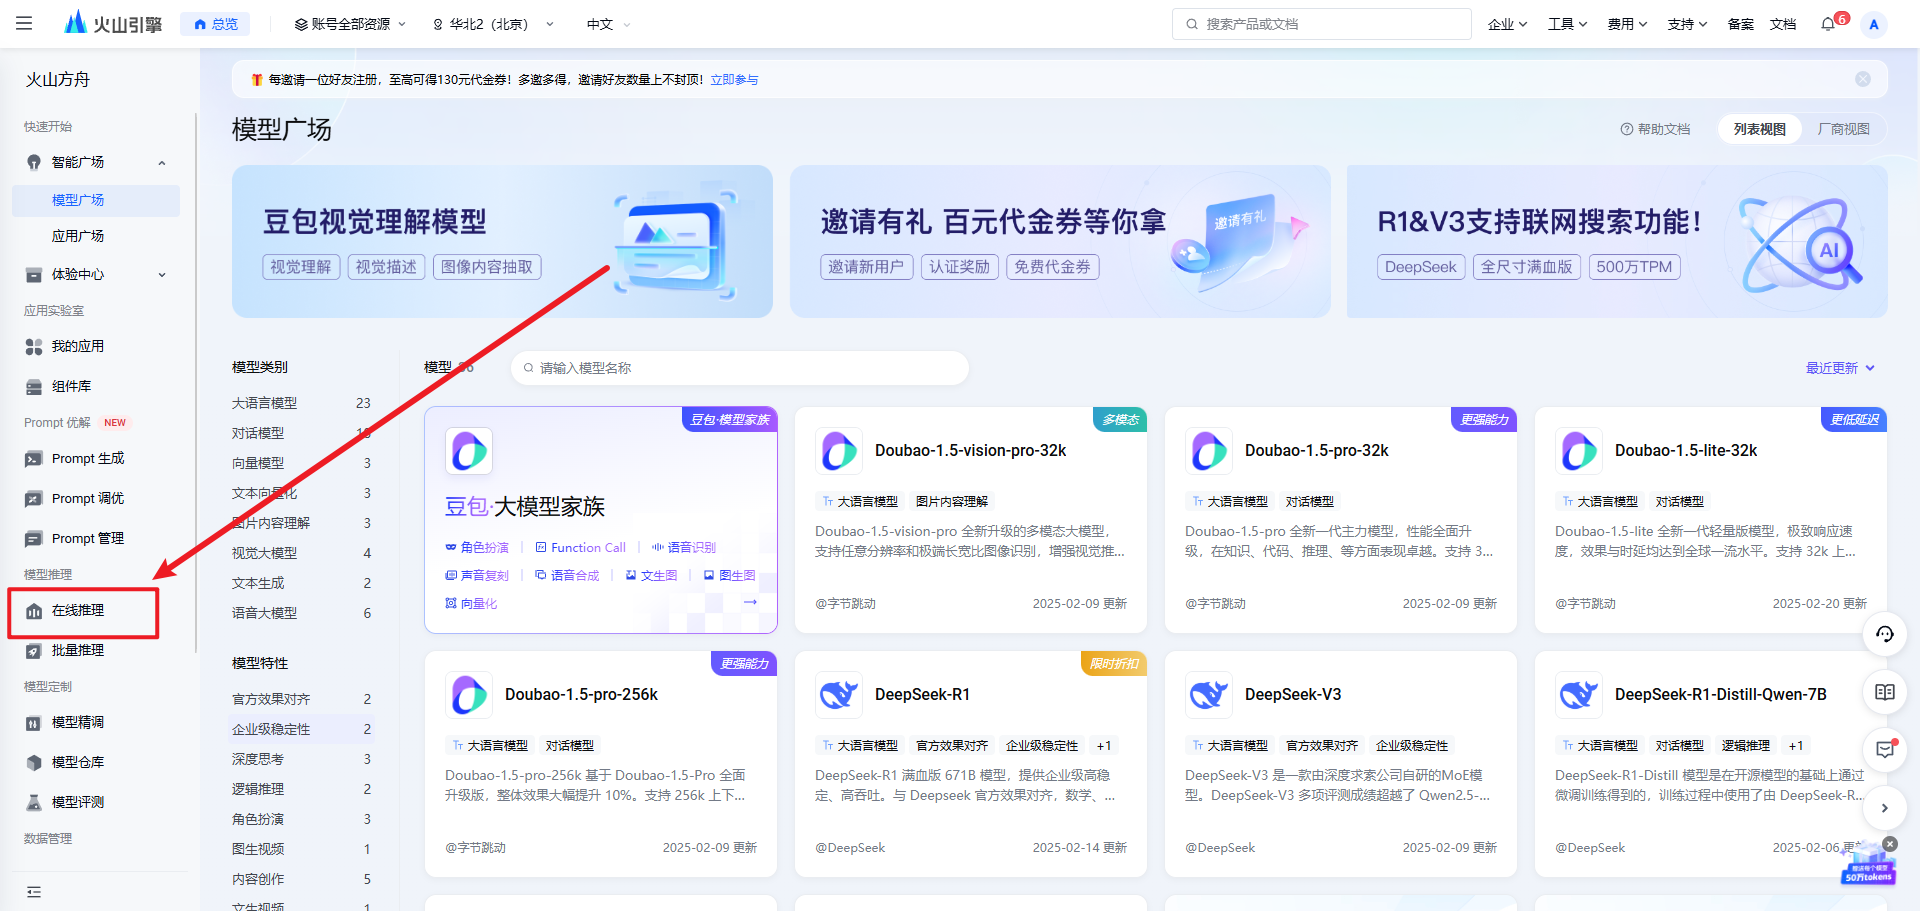 火山引擎
总览
账号全部资源
华北2（北京）
中文
搜索产品或文档
企业
工具
费用
支持
备案
文档
6
A
火山方舟
快速开始
智能广场
模型广场
应用广场
体验中心
应用实验室
我的应用
组件库
Prompt 优解 NEW
Prompt 生成
Prompt 调优
Prompt 管理
模型推理
在线推理
批量推理
模型定制
模型精调
模型仓库
模型评测
数据管理
每邀请一位好友注册，至高可得130元代金券！多邀多得，邀请好友数量上不封顶！ 立即参与
模型广场
帮助文档
列表视图
厂商视图
豆包视觉理解模型
视觉理解 视觉描述 图像内容抽取
邀请有礼 百元代金券等你拿
邀请新用户 认证奖励 免费代金券
邀请有礼
R1&V3支持联网搜索功能！
DeepSeek 全尺寸满血版 500万TPM
AI
模型类别
大语言模型 23
对话模型
向量模型 3
文本向量化 3
图片内容理解 3
视觉大模型 4
文本生成 2
语音大模型 6
模型特性
官方效果对齐 2
企业级稳定性 2
深度思考 3
逻辑推理 2
角色扮演 3
图生视频 1
内容创作 5
文生视频 1
模型
请输入模型名称
最近更新
豆包·模型家族
豆包·大模型家族
角色扮演 Function Call 语音识别
声音复刻 语音合成 文生图 图生图
向量化
多模态
Doubao-1.5-vision-pro-32k
大语言模型 图片内容理解
Doubao-1.5-vision-pro 全新升级的多模态大模型，
支持任意分辨率和极端长宽比图像识别，增强视觉推...
@字节跳动 2025-02-09 更新
更强能力
Doubao-1.5-pro-32k
大语言模型 对话模型
Doubao-1.5-pro 全新一代主力模型，性能全面升
级，在知识、代码、推理、等方面表现卓越。支持 3...
@字节跳动 2025-02-09 更新
更低延迟
Doubao-1.5-lite-32k
大语言模型 对话模型
Doubao-1.5-lite 全新一代轻量版模型，极致响应速
度，效果与时延均达到全球一流水平。支持 32k 上...
@字节跳动 2025-02-20 更新
更强能力
Doubao-1.5-pro-256k
大语言模型 对话模型
Doubao-1.5-pro-256k 基于 Doubao-1.5-Pro 全面
升级版，整体效果大幅提升 10%。支持 256k 上下...
@字节跳动 2025-02-09 更新
限时折扣
DeepSeek-R1
大语言模型 官方效果对齐 企业级稳定性 +1
DeepSeek-R1 满血版 671B 模型，提供企业级高稳
定、高吞吐。与 Deepseek 官方效果对齐，数学、...
@DeepSeek 2025-02-14 更新
DeepSeek-V3
大语言模型 官方效果对齐 企业级稳定性
DeepSeek-V3 是一款由深度求索公司自研的MoE模
型。DeepSeek-V3 多项评测成绩超越了 Qwen2.5-...
@DeepSeek 2025-02-09 更新
DeepSeek-R1-Distill-Qwen-7B
大语言模型 对话模型 逻辑推理 +1
DeepSeek-R1-Distill 模型是在开源模型的基础上通过
微调训练得到的，训练过程中使用了由 DeepSeek-R...
@DeepSeek 2025-02-06 更新
50万tokens